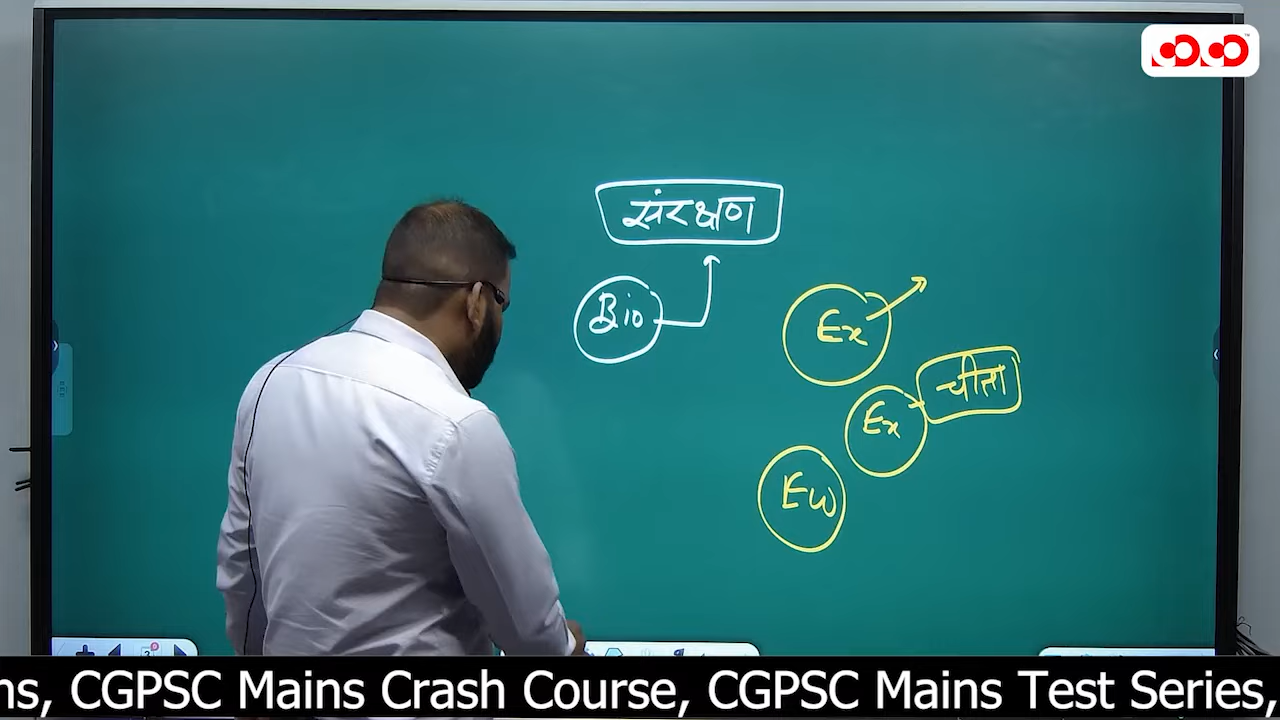 संरक्षण
Bio
Ex
चीता
Ex
EW
ns, CGPSC Mains Crash Course, CGPSC Mains Test Series,